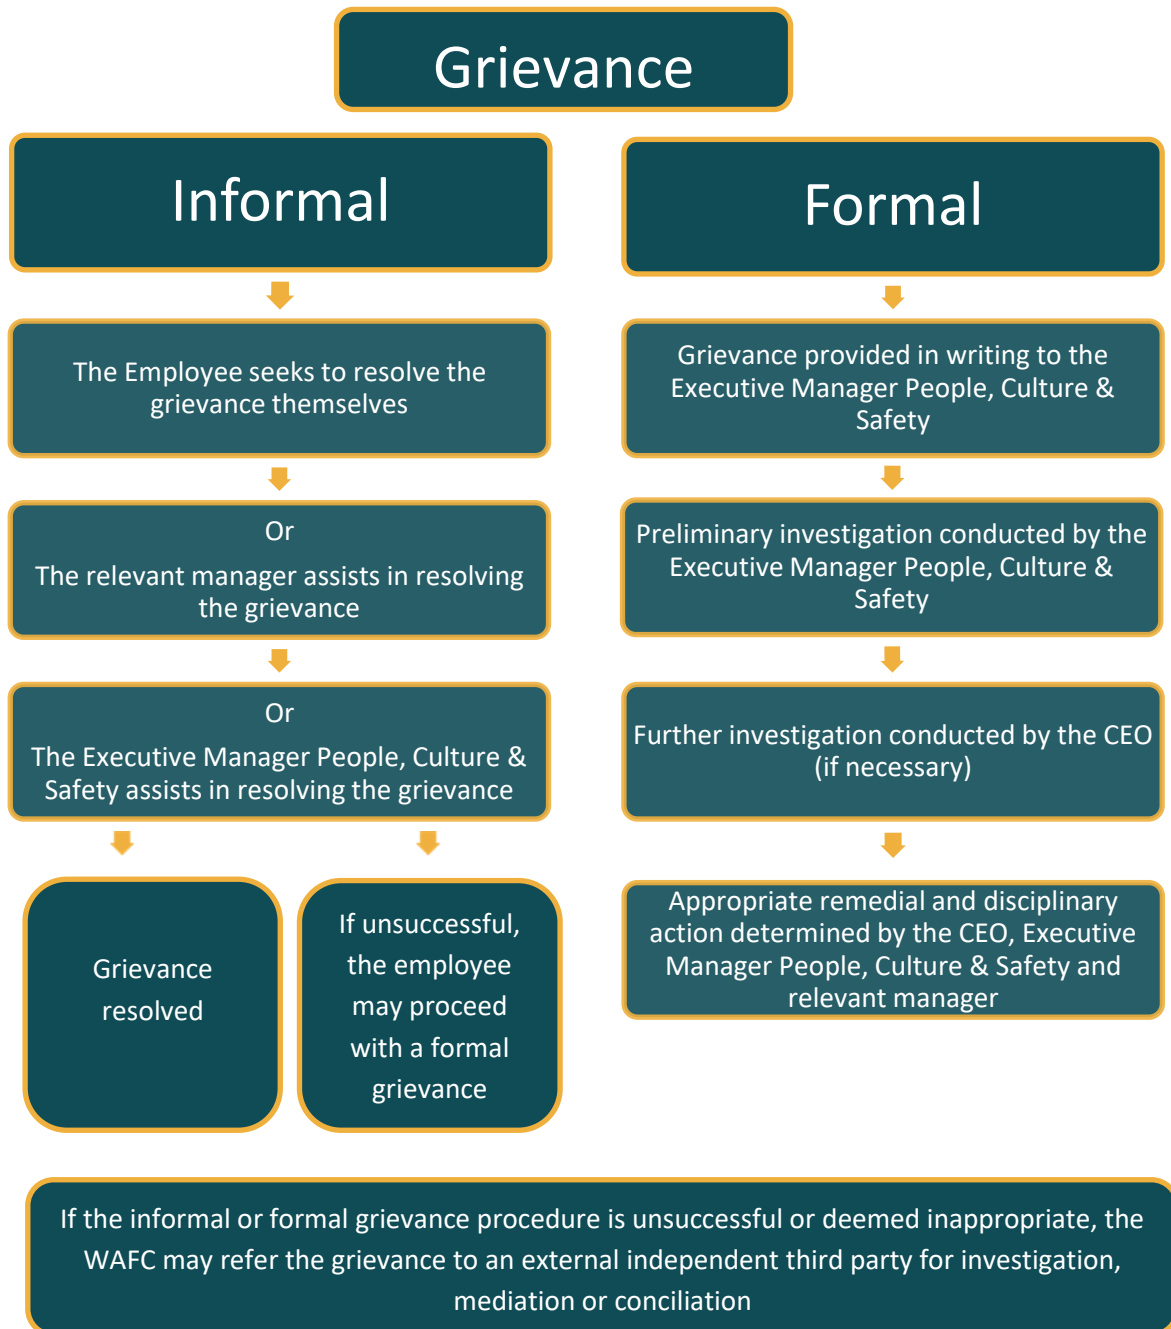 Grievance
Informal
The Employee seeks to resolve the
grievance themselves
Or
The relevant manager assists in resolving
the grievance
Or
The Executive Manager People, Culture &
Safety assists in resolving the grievance
Grievance
resolved
If unsuccessful,
the employee
may proceed
with a formal
grievance
Formal
Grievance provided in writing to the
Executive Manager People, Culture &
Safety
Preliminary investigation conducted by the
Executive Manager People, Culture &
Safety
Further investigation conducted by the CEO
(if necessary)
Appropriate remedial and disciplinary
action determined by the CEO, Executive
Manager People, Culture & Safety and
relevant manager
If the informal or formal grievance procedure is unsuccessful or deemed inappropriate, the
WAFC may refer the grievance to an external independent third party for investigation,
mediation or conciliation